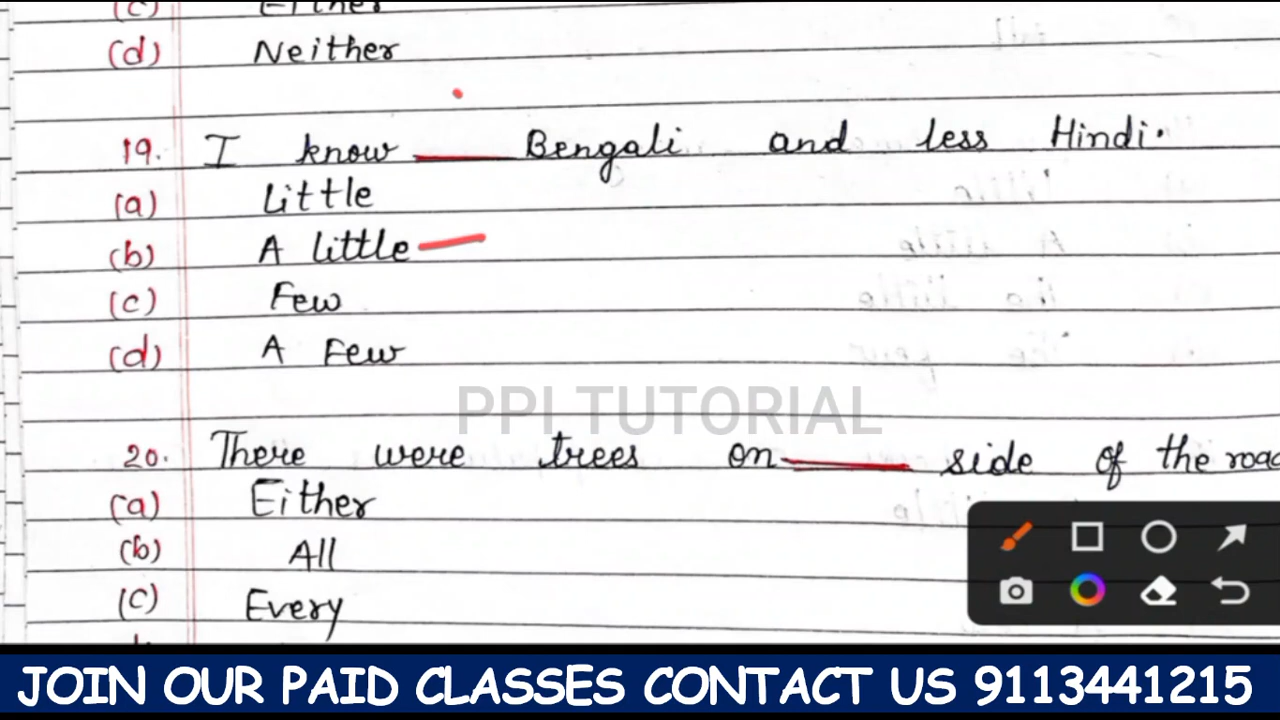 (c) Either
(d) Neither
19. I know ____ Bengali and less Hindi.
(a) Little
(b) A little
(c) Few
(d) A Few
PPI TUTORIAL
20. There were trees on ____ side of the road
(a) Either
(b) All
(c) Every
JOIN OUR PAID CLASSES CONTACT US 9113441215